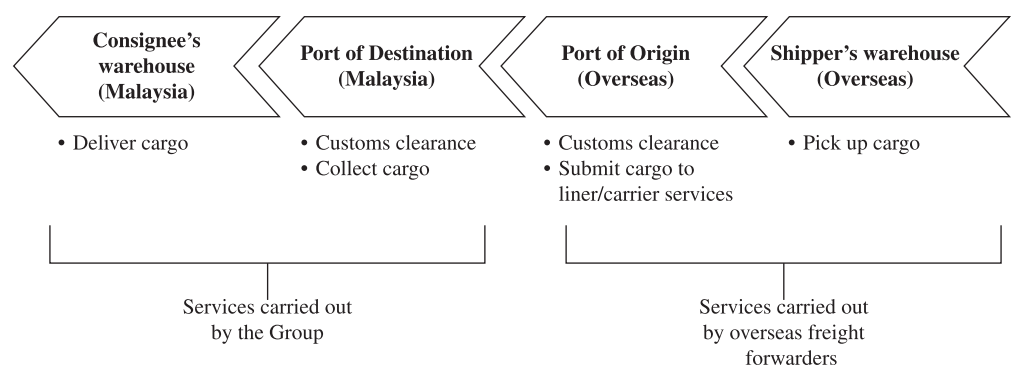 Consignee’s
warehouse
(Malaysia)
Port of Destination
(Malaysia)
Port of Origin
(Overseas)
Shipper’s warehouse
(Overseas)
• Deliver cargo
• Customs clearance
• Collect cargo
• Customs clearance
• Submit cargo to
liner/carrier services
• Pick up cargo
Services carried out
by the Group
Services carried out
by overseas freight
forwarders